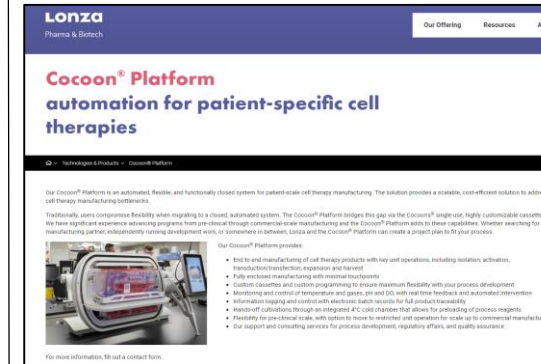 Lonza
Pharma & Biotech
Our Offering Resources A
Cocoon® Platform
automation for patient-specific cell
therapies
Technologies & Products Cocoon® Platform
Our Cocoon® Platform is an automated, flexible, and functionally closed system for patient-scale cell therapy manufacturing. The solution provides a scalable, cost-efficient solution to addre
cell therapy manufacturing bottlenecks.
Traditionally, users compromise flexibility when migrating to a closed, automated system. The Cocoon® Platform bridges this gap via the Cocoon®'s single-use, highly customizable cassette
We have significant experience advancing programs from pre-clinical through commercial-scale manufacturing and the Cocoon® Platform adds to these capabilities. Whether searching for
manufacturing partner, independently running development work, or somewhere in between, Lonza and the Cocoon® Platform can create a project plan to fit your process.
Our Cocoon® Platform provides:
• End to end manufacturing of cell therapy products with key unit operations, including isolation, activation,
transduction/transfection, expansion and harvest
• Fully enclosed manufacturing with minimal touchpoints
• Custom cassettes and custom programming to ensure maximum flexibility with your process development
• Monitoring and control of temperature and gases, pH and DO, with real time feedback and automated intervention
• Information logging and control with electronic batch records for full product traceability
• Hands-off cultivations through an integrated 4°C cold chamber that allows for preloading of process reagents
• Flexibility for pre-clinical scale, with option to move to restricted unit operation for scale up to commercial manufactu
• Our support and consulting services for process development, regulatory affairs, and quality assurance
For more information, fill out a contact form.